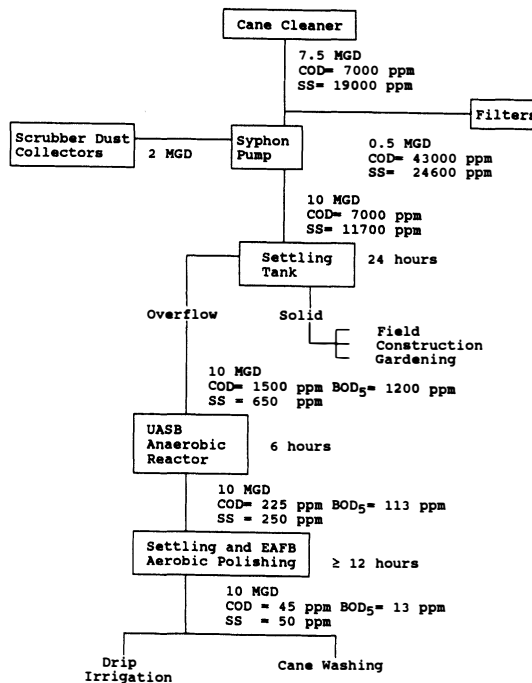 Cane Cleaner
7.5 MGD
COD= 7000 ppm
SS= 19000 ppm
Filters
Scrubber Dust
Collectors
2 MGD
Syphon
Pump
0.5 MGD
COD= 43000 ppm
SS= 24600 ppm
10 MGD
COD= 7000 ppm
SS= 11700 ppm
Settling
Tank
24 hours
Overflow
Solid
Field
Construction
Gardening
10 MGD
COD= 1500 ppm BOD5= 1200 ppm
SS = 650 ppm
UASB
Anaerobic
Reactor
6 hours
10 MGD
COD= 225 ppm BOD5= 113 ppm
SS = 250 ppm
Settling and EAFB
Aerobic Polishing
≥ 12 hours
10 MGD
COD = 45 ppm BOD5= 13 ppm
SS = 50 ppm
Drip
Irrigation
Cane Washing